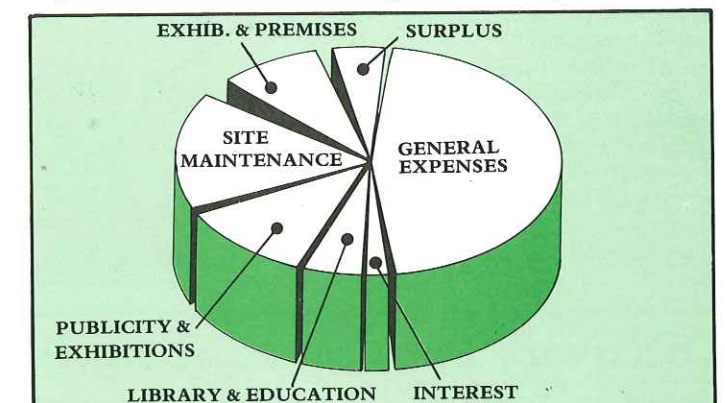 EXHIB. & PREMISES
SURPLUS
SITE
MAINTENANCE
GENERAL
EXPENSES
PUBLICITY &
EXHIBITIONS
LIBRARY & EDUCATION
INTEREST